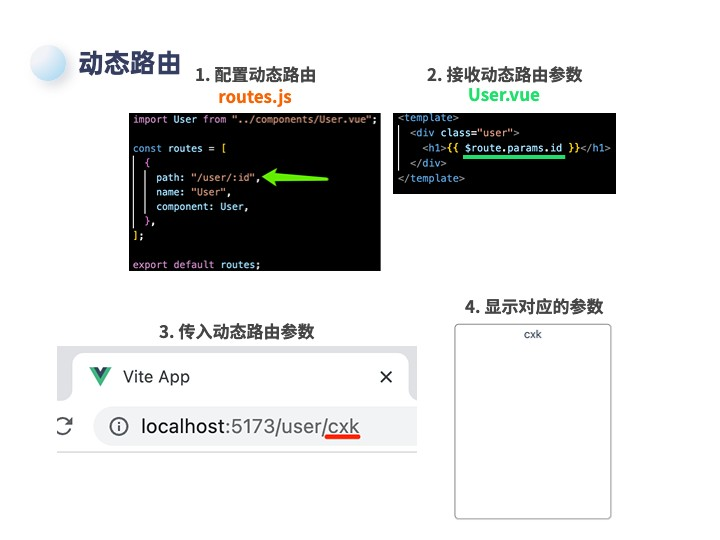 动态路由
1. 配置动态路由
routes.js
import User from "../components/User.vue";
const routes = [
{
path: "/user/:id",
name: "User",
component: User,
},
];
export default routes;
2. 接收动态路由参数
User.vue
<template>
<div class="user">
<h1>{{ $route.params.id }}</h1>
</div>
</template>
3. 传入动态路由参数
Vite App
localhost:5173/user/cxk
4. 显示对应的参数
cxk